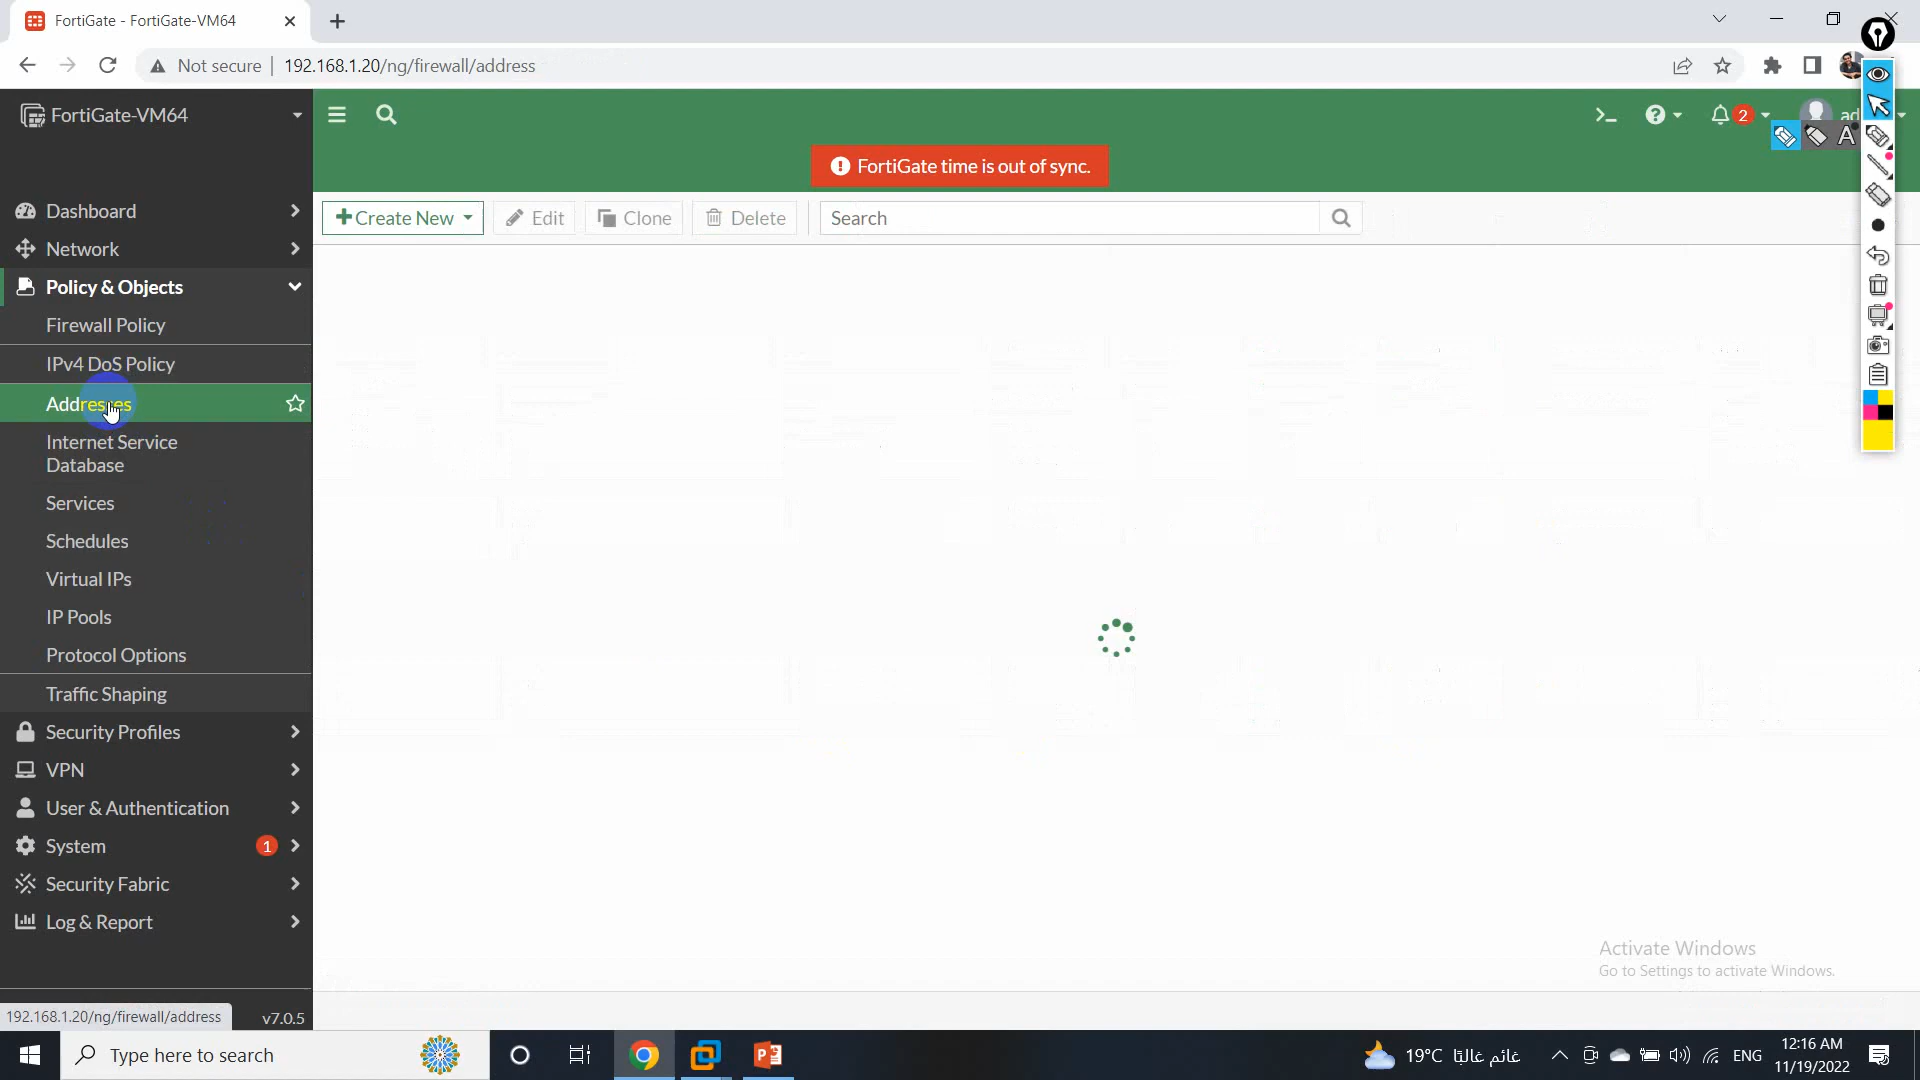 FortiGate - FortiGate-VM64
Not secure
192.168.1.20/ng/firewall/address
FortiGate-VM64
2
ad
A
FortiGate time is out of sync.
Create New
Edit
Clone
Delete
Search
Dashboard
Network
Policy & Objects
Firewall Policy
IPv4 DoS Policy
Addresses
Internet Service
Database
Services
Schedules
Virtual IPs
IP Pools
Protocol Options
Traffic Shaping
Security Profiles
VPN
User & Authentication
System
1
Security Fabric
Log & Report
Activate Windows
Go to Settings to activate Windows.
192.168.1.20/ng/firewall/address
v7.0.5
Type here to search
19°C غائم غالبًا
ENG
12:16 AM
11/19/2022